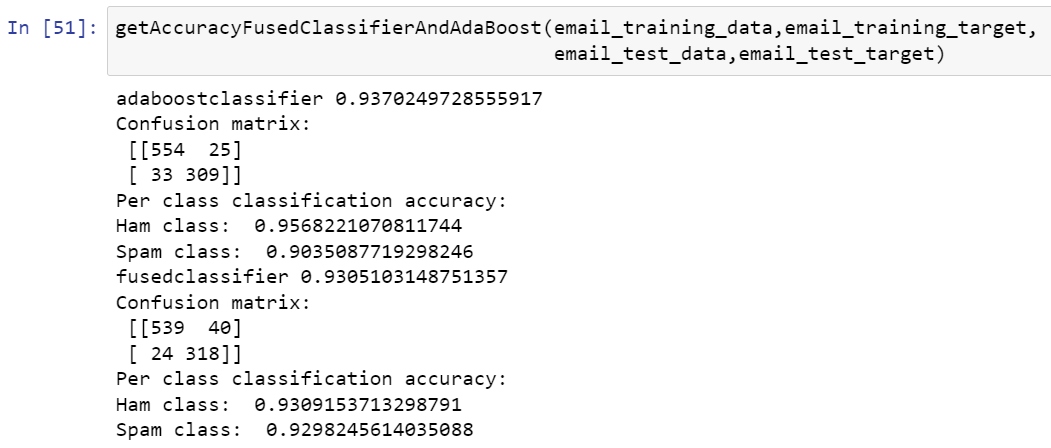 In [51]: getAccuracyFusedClassifierAndAdaBoost(email_training_data,email_training_target,
email_test_data,email_test_target)
adaboostclassifier 0.9370249728555917
Confusion matrix:
[[554  25]
[ 33 309]]
Per class classification accuracy:
Ham class:  0.9568221070811744
Spam class:  0.9035087719298246
fusedclassifier 0.9305103148751357
Confusion matrix:
[[539  40]
[ 24 318]]
Per class classification accuracy:
Ham class:  0.9309153713298791
Spam class:  0.9298245614035088